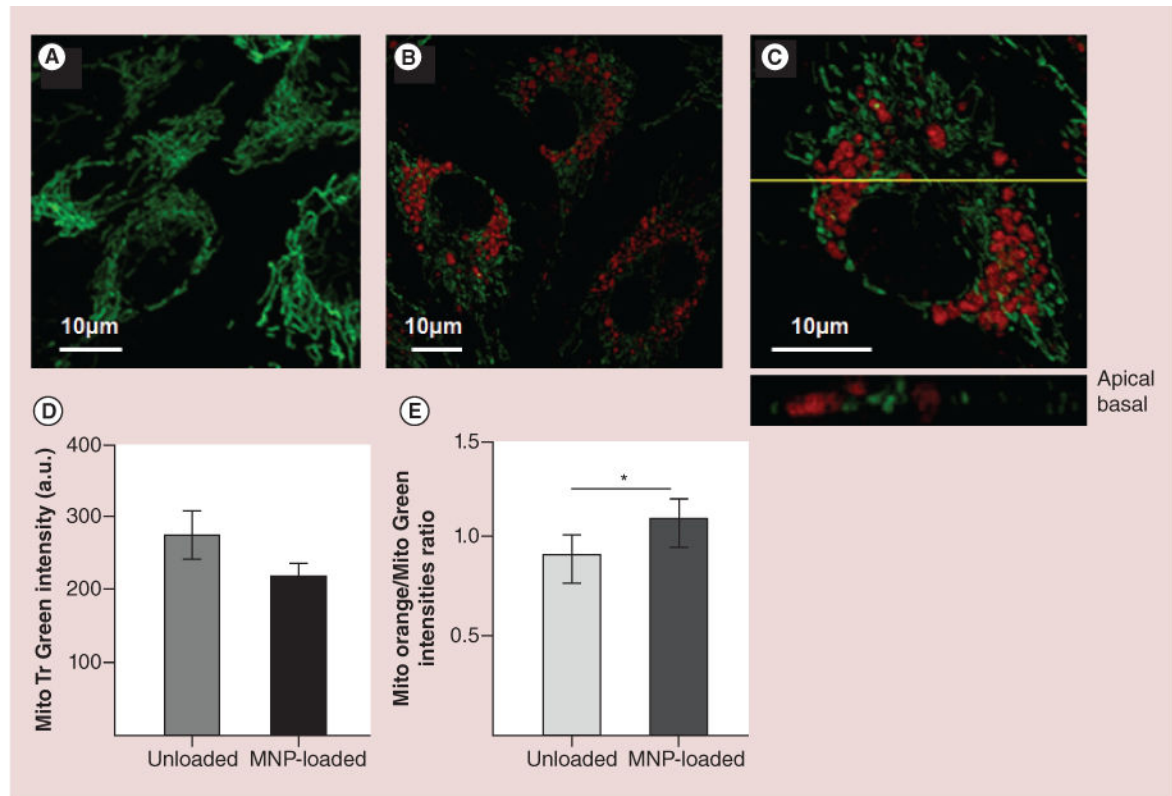 A
B
C
10µm
10µm
10µm
Apical
basal
D
E
Mito Tr Green intensity (a.u.)
400
300
200
100
Unloaded
MNP-loaded
Mito orange/Mito Green
intensities ratio
1.5
1.0
0.5
*
Unloaded
MNP-loaded